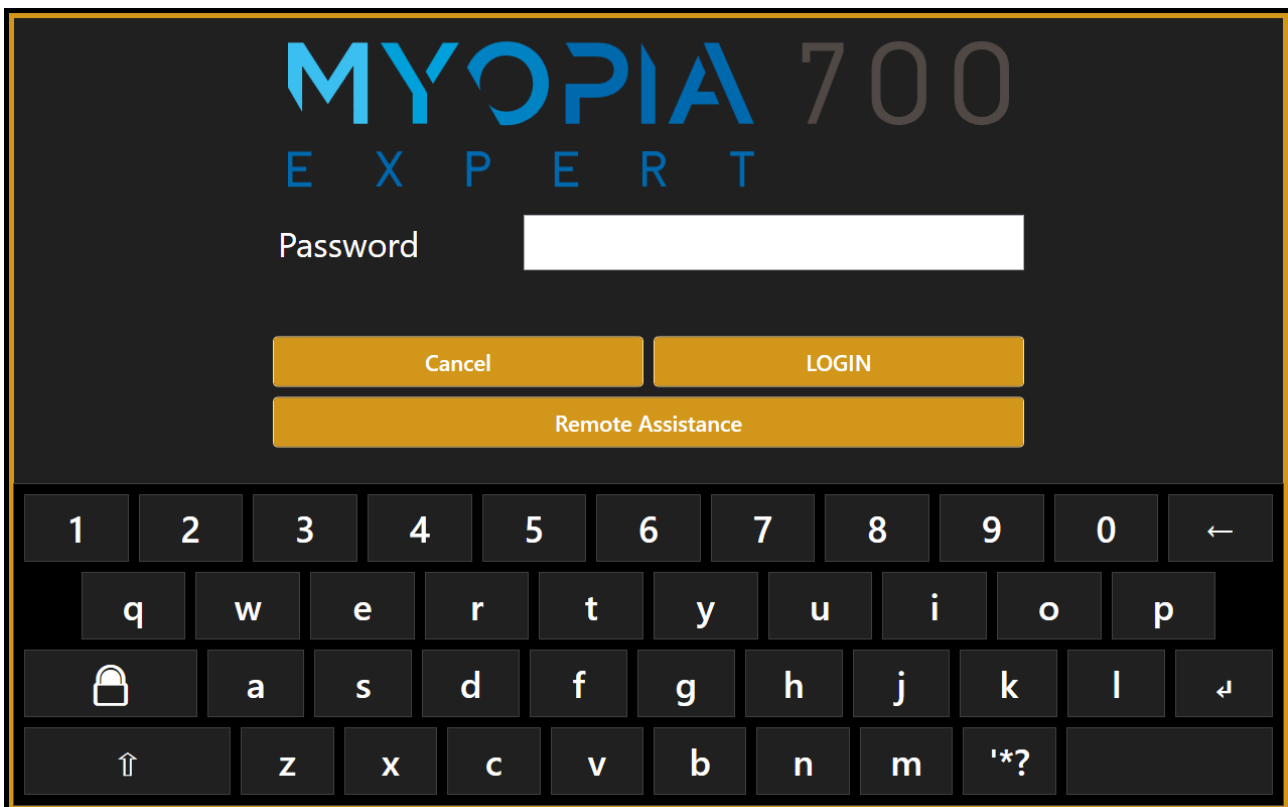 MYOPIA 700
EXPERT
Password
Cancel LOGIN
Remote Assistance
1 2 3 4 5 6 7 8 9 0 ←
q w e r t y u i o p
a s d f g h j k l ↲
⇧ z x c v b n m '*?